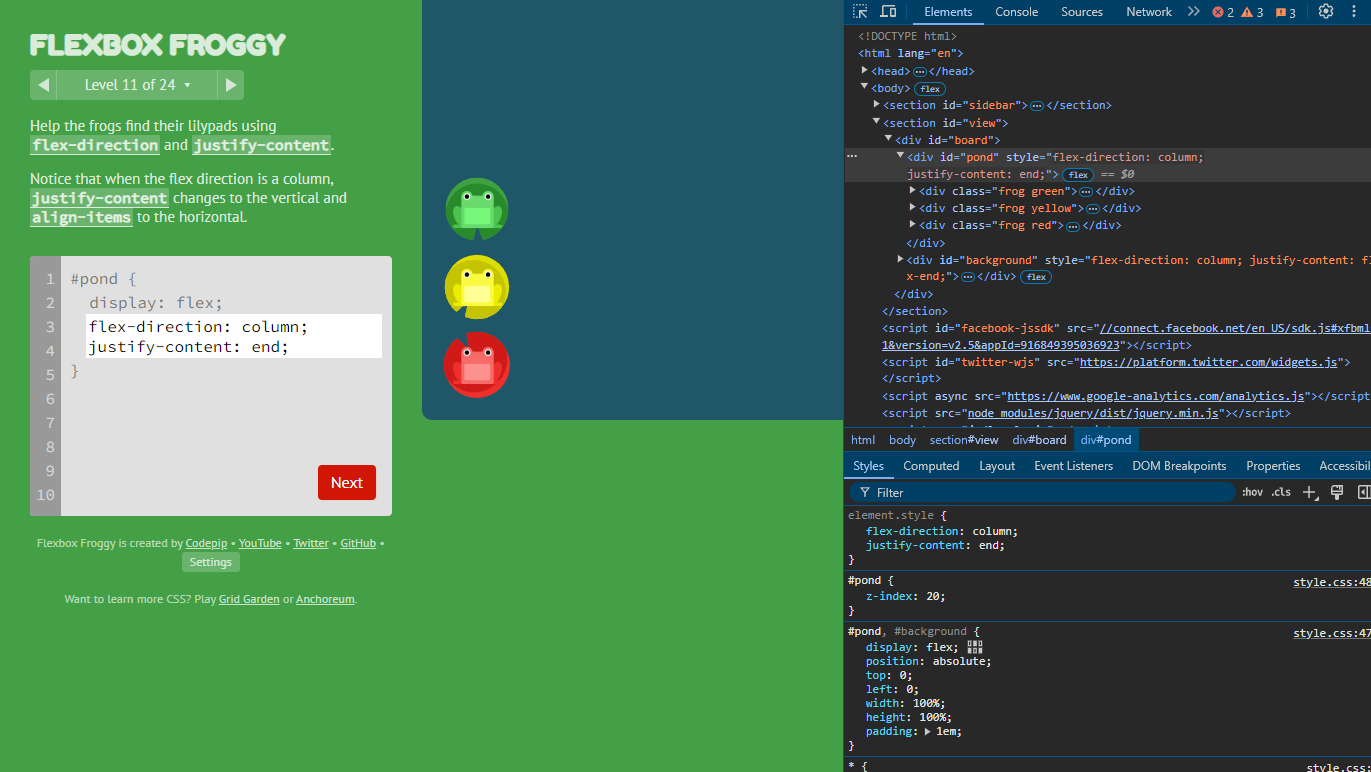 FLEXBOX FROGGY
Level 11 of 24
Help the frogs find their lilypads using
flex-direction and justify-content.
Notice that when the flex direction is a column,
justify-content changes to the vertical and
align-items to the horizontal.
1 #pond {
2 display: flex;
3 flex-direction: column;
4 justify-content: end;
5 }
6
7
8
9
10
Next
Flexbox Froggy is created by Codepip • YouTube • Twitter • GitHub •
Settings
Want to learn more CSS? Play Grid Garden or Anchoreum.
Elements Console Sources Network 2 3 3
<!DOCTYPE html>
<html lang="en">
<head>…</head>
<body> flex
<section id="sidebar">…</section>
<section id="view">
<div id="board">
… <div id="pond" style="flex-direction: column;
justify-content: end;"> flex == $0
<div class="frog green">…</div>
<div class="frog yellow">…</div>
<div class="frog red">…</div>
</div>
<div id="background" style="flex-direction: column; justify-content: fl
x-end;">…</div> flex
</div>
</section>
<script id="facebook-jssdk" src="//connect.facebook.net/en_US/sdk.js#xfbml
1&version=v2.5&appId=916849395036923"></script>
<script id="twitter-wjs" src="https://platform.twitter.com/widgets.js">
</script>
<script async src="https://www.google-analytics.com/analytics.js"></script
<script src="node_modules/jquery/dist/jquery.min.js"></script>
html body section#view div#board div#pond
Styles Computed Layout Event Listeners DOM Breakpoints Properties Accessibil
Filter :hov .cls
element.style {
flex-direction: column;
justify-content: end;
}
#pond { style.css:48
z-index: 20;
}
#pond, #background { style.css:47
display: flex;
position: absolute;
top: 0;
left: 0;
width: 100%;
height: 100%;
padding: 1em;
}
* { style.css: